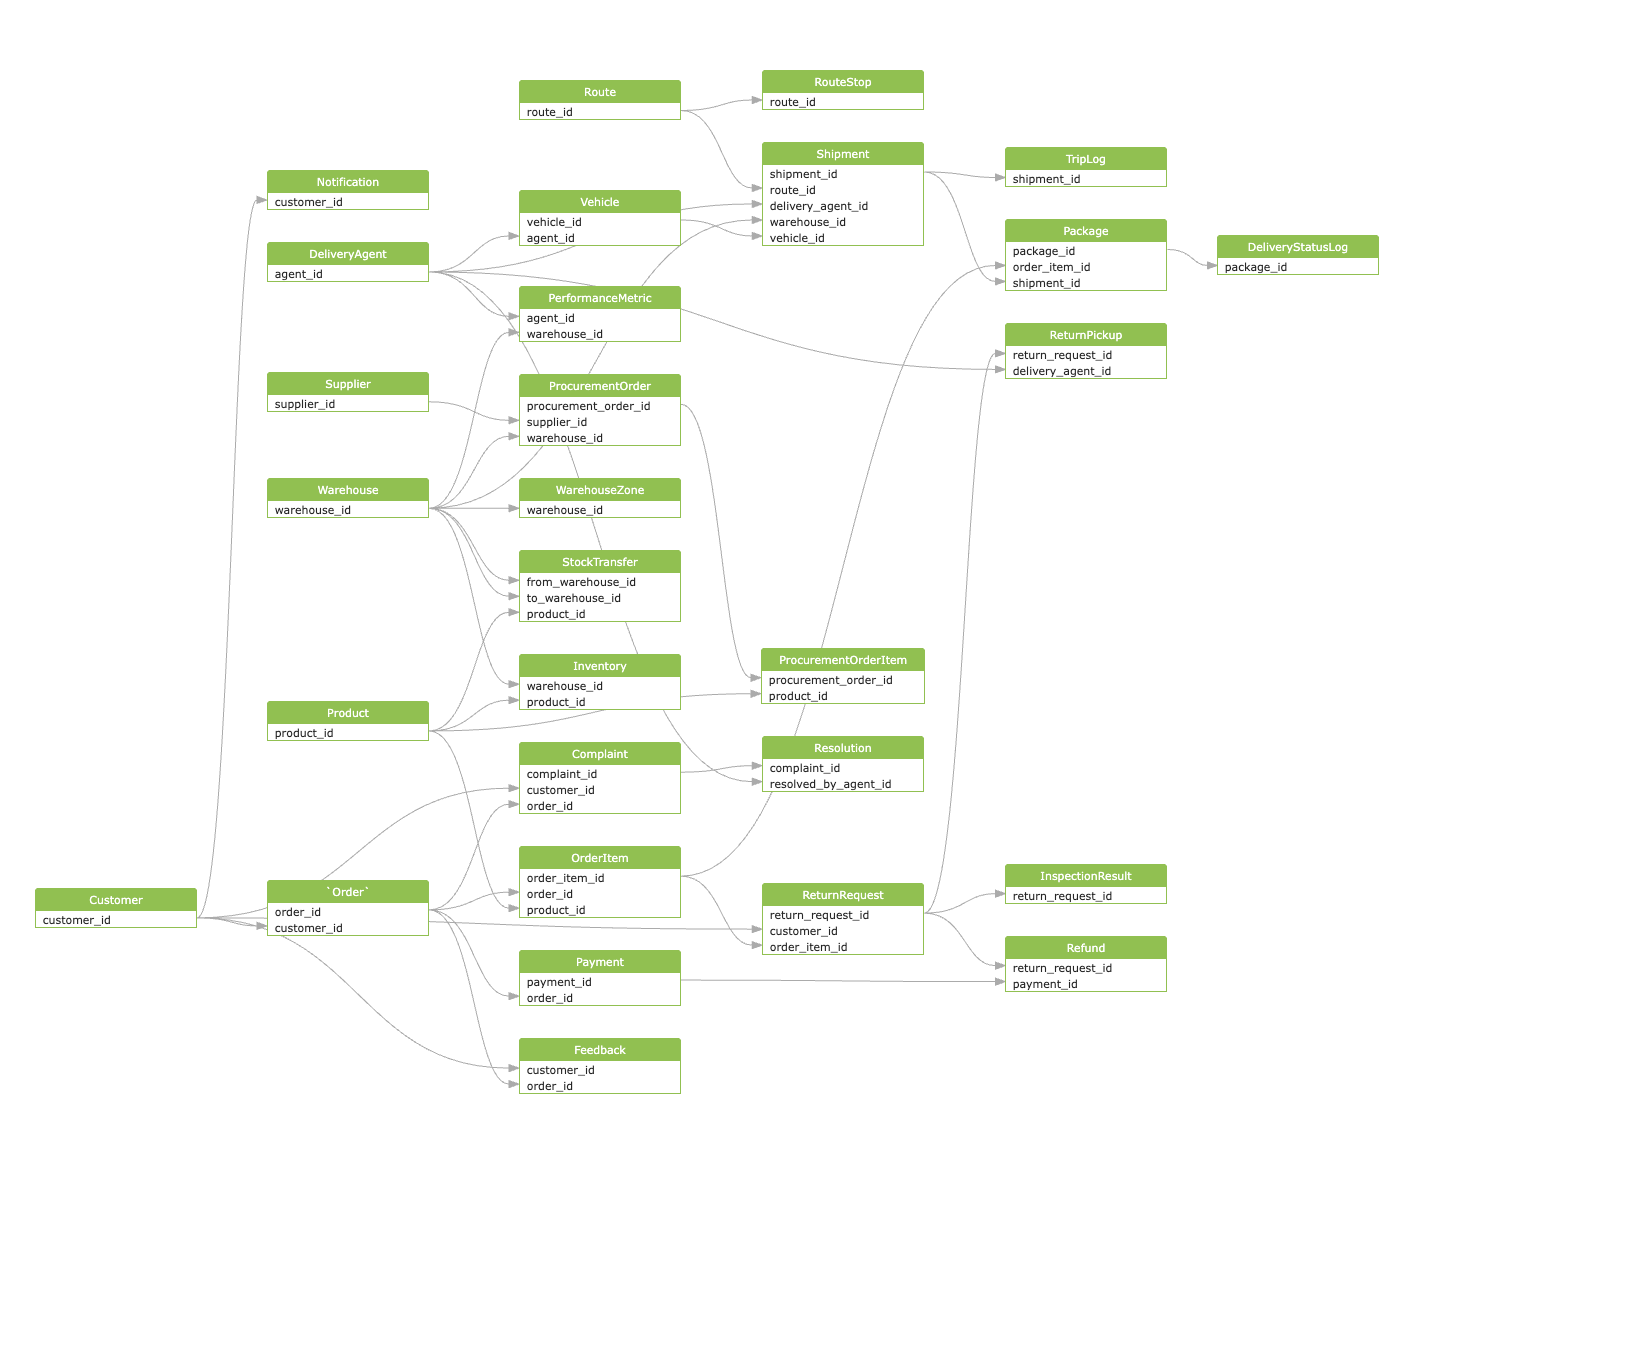 Route
route_id
RouteStop
route_id
Shipment
shipment_id
route_id
delivery_agent_id
warehouse_id
vehicle_id
TripLog
shipment_id
Notification
customer_id
Vehicle
vehicle_id
agent_id
Package
package_id
order_item_id
shipment_id
DeliveryStatusLog
package_id
DeliveryAgent
agent_id
PerformanceMetric
agent_id
warehouse_id
ReturnPickup
return_request_id
delivery_agent_id
Supplier
supplier_id
ProcurementOrder
procurement_order_id
supplier_id
warehouse_id
Warehouse
warehouse_id
WarehouseZone
warehouse_id
StockTransfer
from_warehouse_id
to_warehouse_id
product_id
Inventory
warehouse_id
product_id
ProcurementOrderItem
procurement_order_id
product_id
Product
product_id
Complaint
complaint_id
customer_id
order_id
Resolution
complaint_id
resolved_by_agent_id
OrderItem
order_item_id
order_id
product_id
Customer
customer_id
`Order`
order_id
customer_id
ReturnRequest
return_request_id
customer_id
order_item_id
InspectionResult
return_request_id
Refund
return_request_id
payment_id
Payment
payment_id
order_id
Feedback
customer_id
order_id